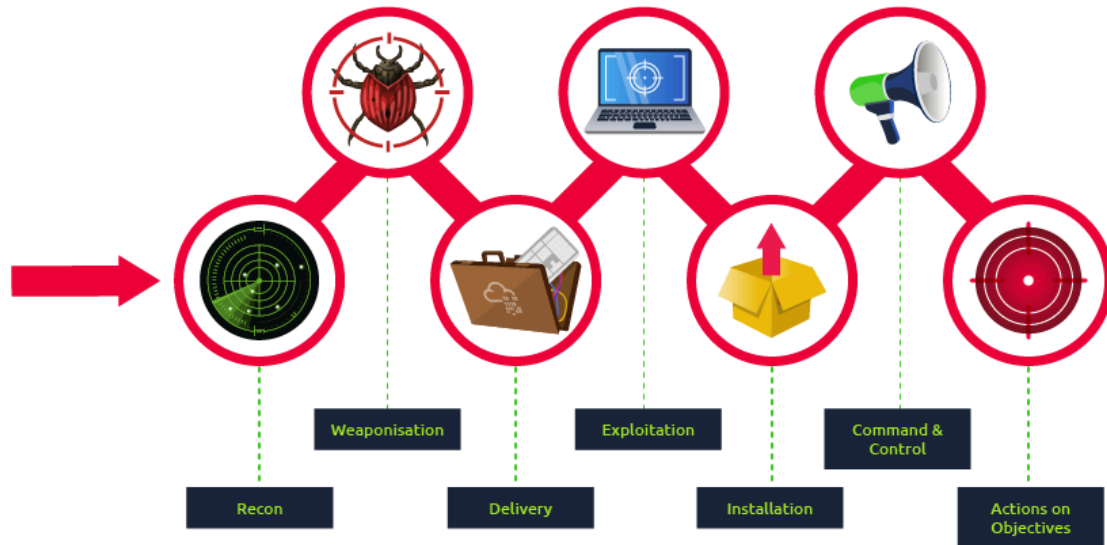 Weaponisation
Exploitation
Command &
Control
Recon
Delivery
Installation
Actions on
Objectives